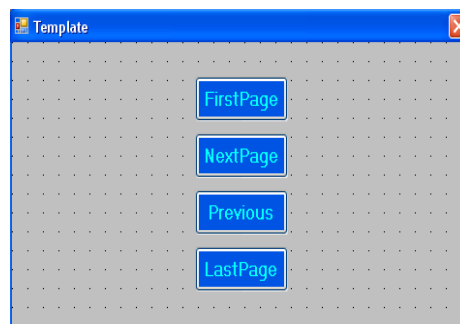 Template
FirstPage
NextPage
Previous
LastPage